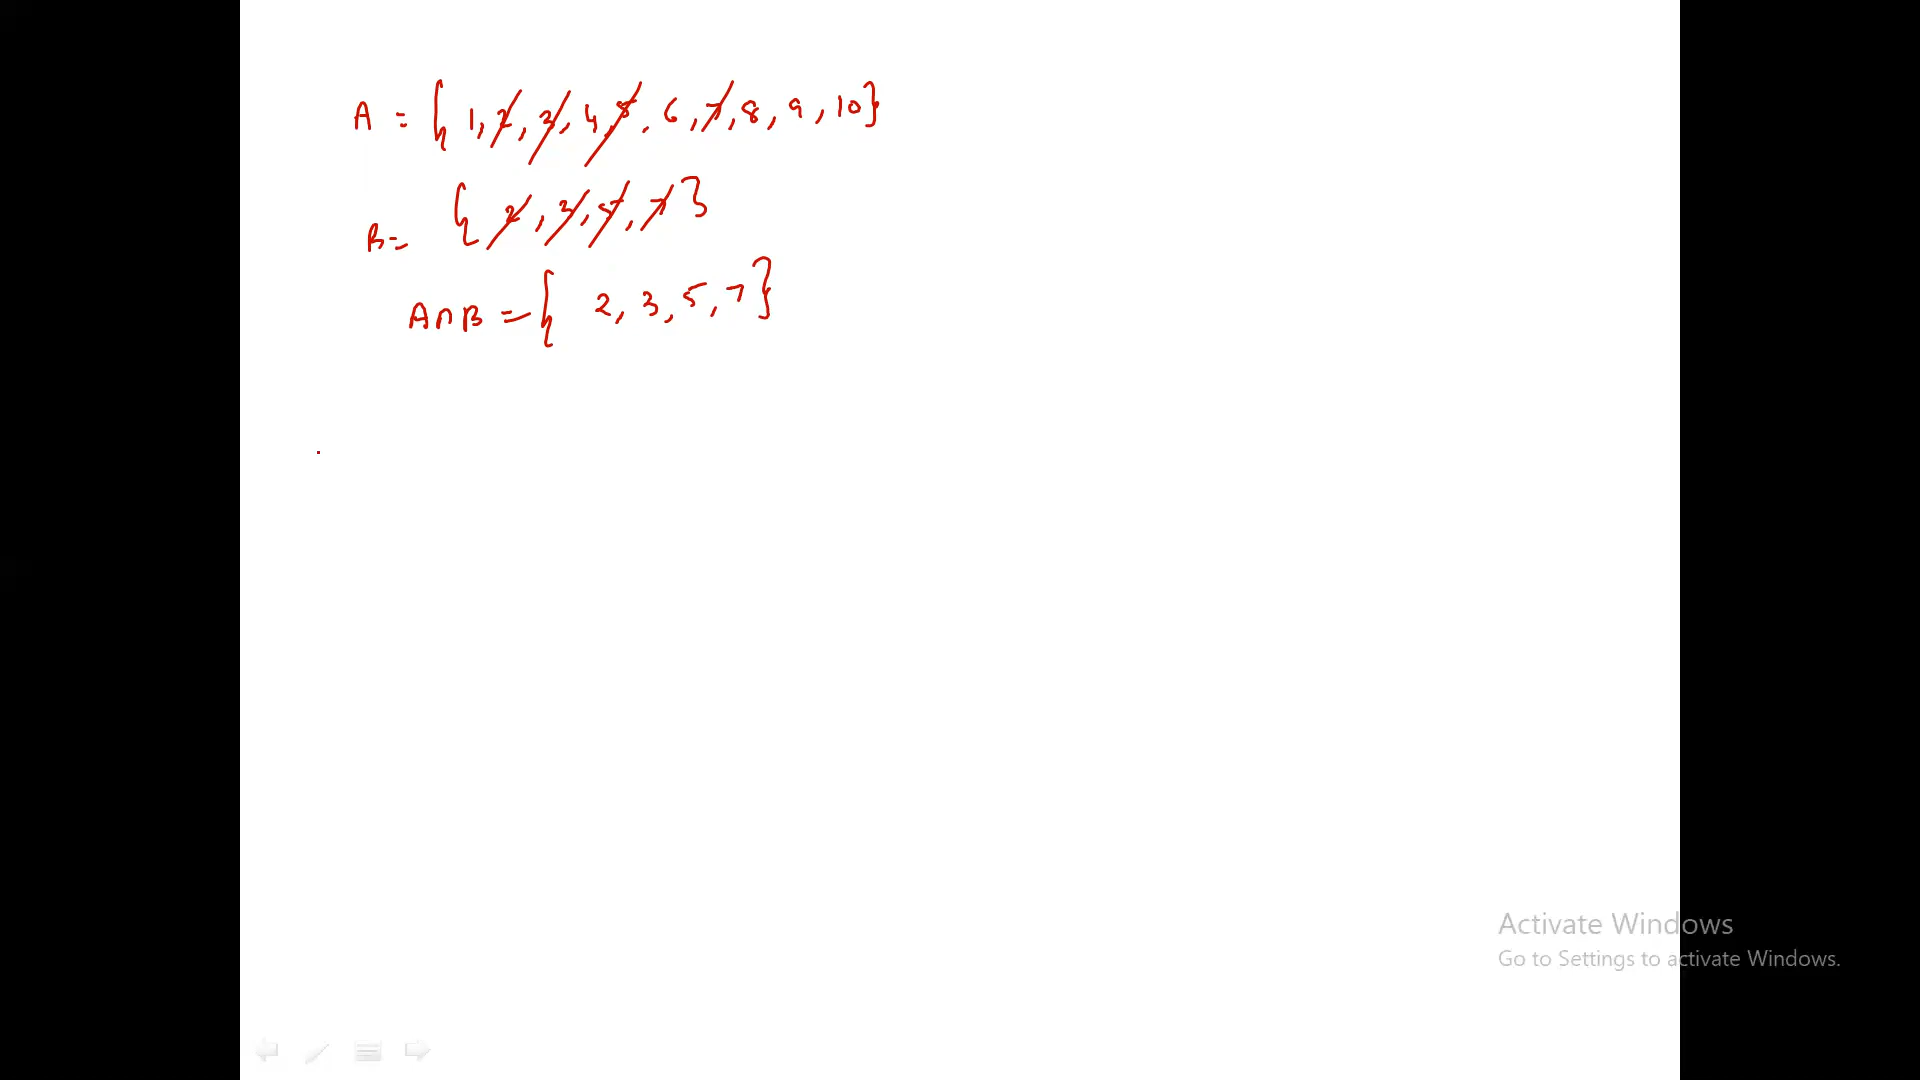 A = { 1, 2, 3, 4, 5, 6, 7, 8, 9, 10}
B = { 2, 3, 5, 7 }
A∩B = { 2, 3, 5, 7}
Activate Windows
Go to Settings to activate Windows.